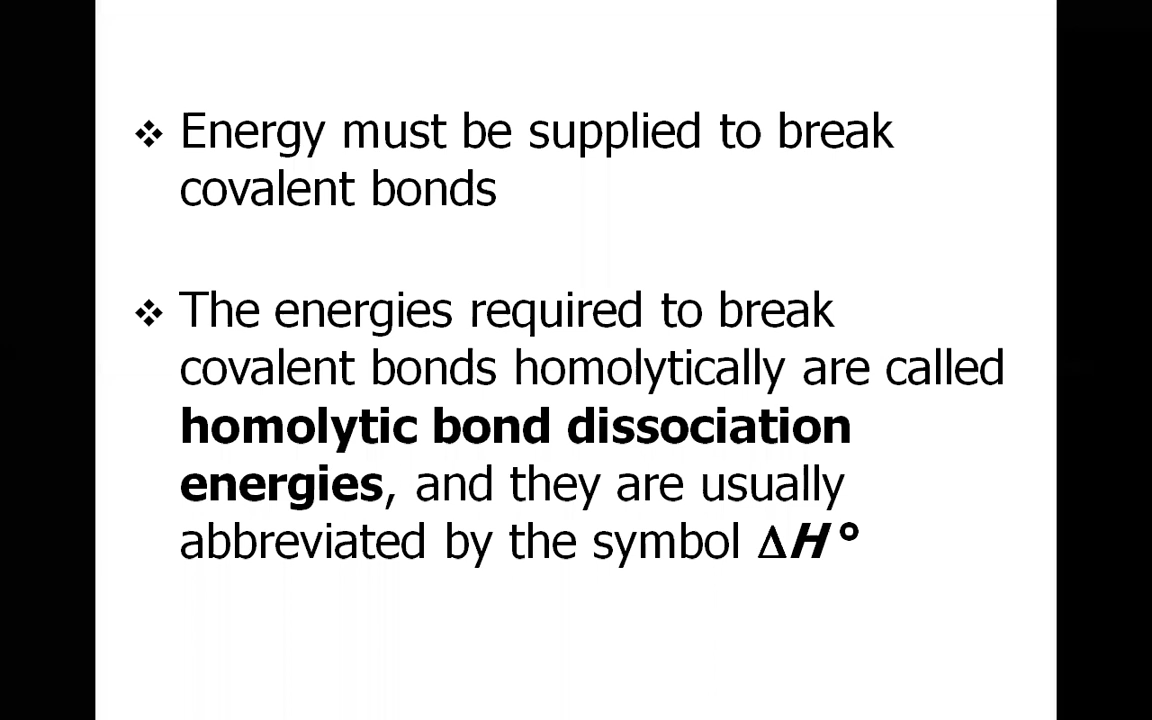 ❖ Energy must be supplied to break
covalent bonds
❖ The energies required to break
covalent bonds homolytically are called
homolytic bond dissociation
energies, and they are usually
abbreviated by the symbol ΔH°